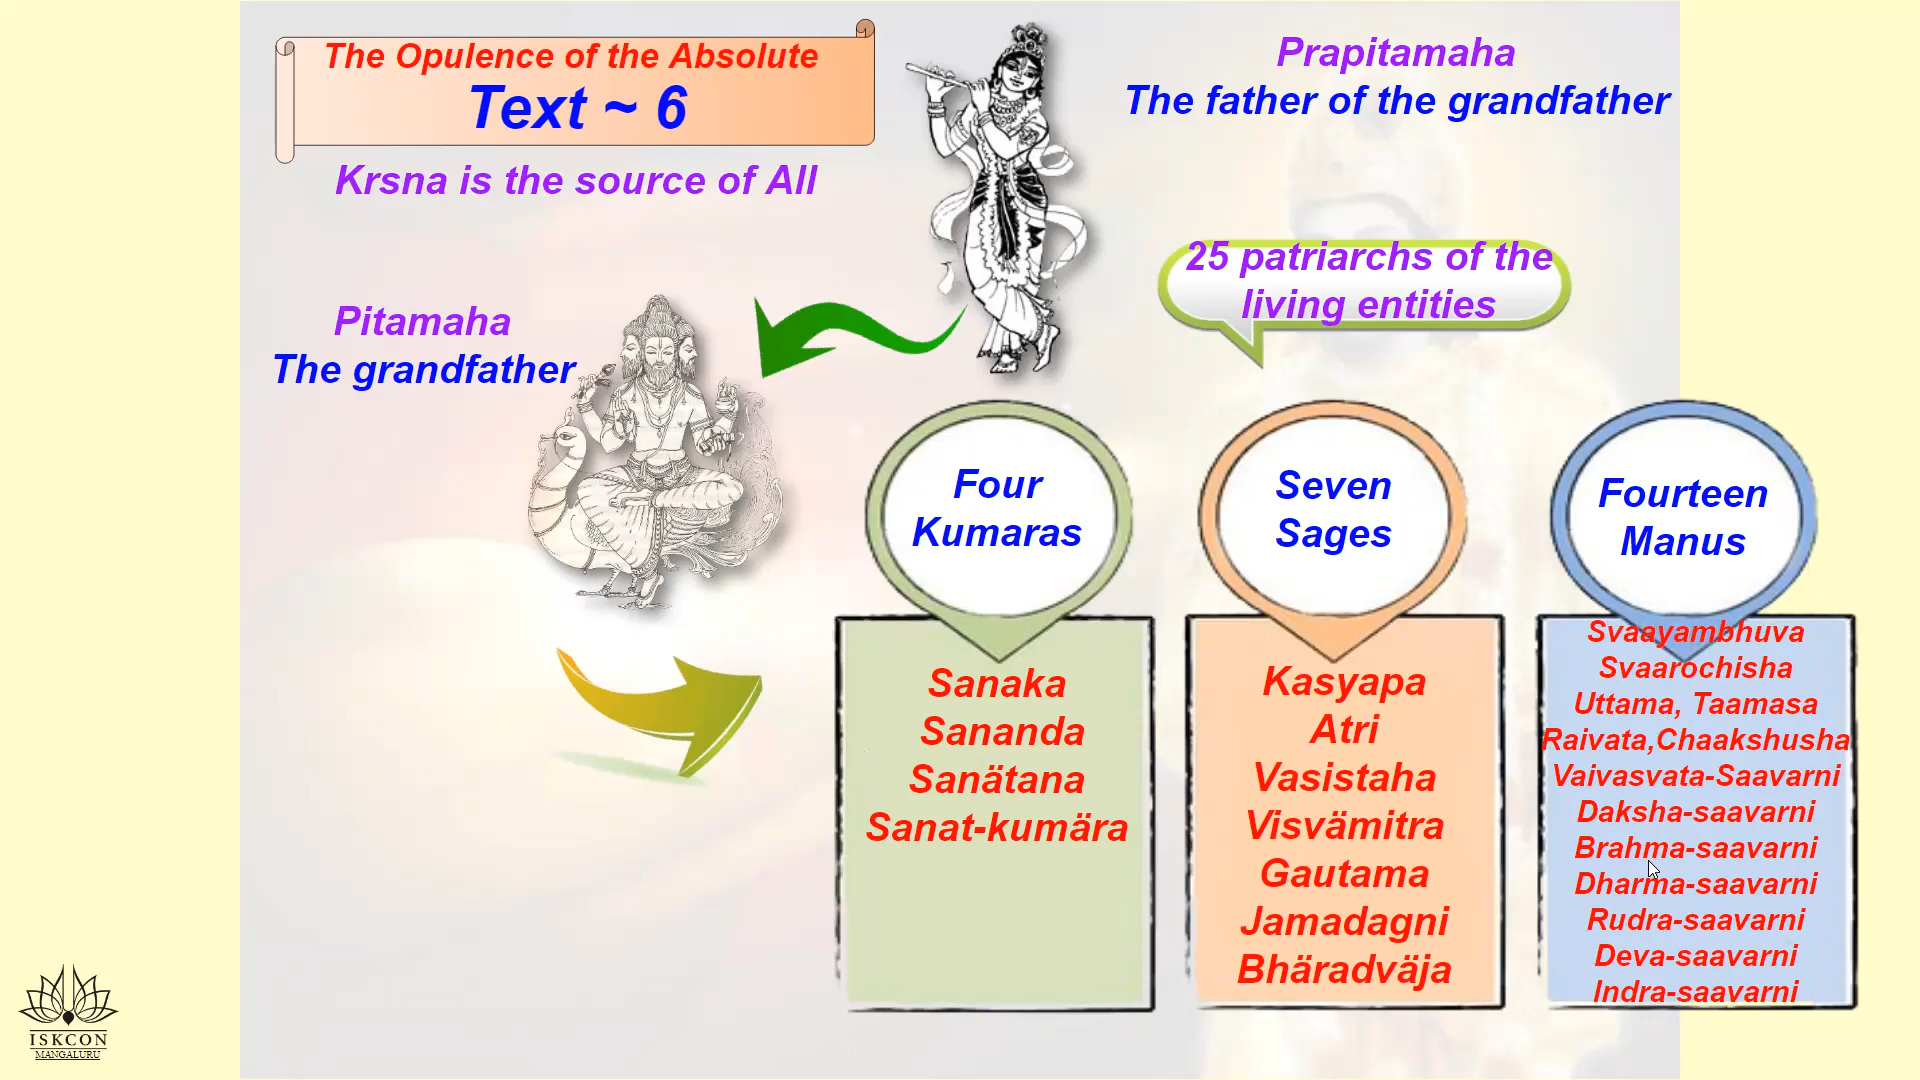 The Opulence of the Absolute
Text ~ 6
Krsna is the source of All
Prapitamaha
The father of the grandfather
25 patriarchs of the
living entities
Pitamaha
The grandfather
Four
Kumaras
Sanaka
Sananda
Sanätana
Sanat-kumära
Seven
Sages
Kasyapa
Atri
Vasistaha
Visvämitra
Gautama
Jamadagni
Bhäradväja
Fourteen
Manus
Svaayambhuva
Svaarochisha
Uttama, Taamasa
Raivata,Chaakshusha
Vaivasvata-Saavarni
Daksha-saavarni
Brahma-saavarni
Dharma-saavarni
Rudra-saavarni
Deva-saavarni
Indra-saavarni
ISKCON
MANGALURU